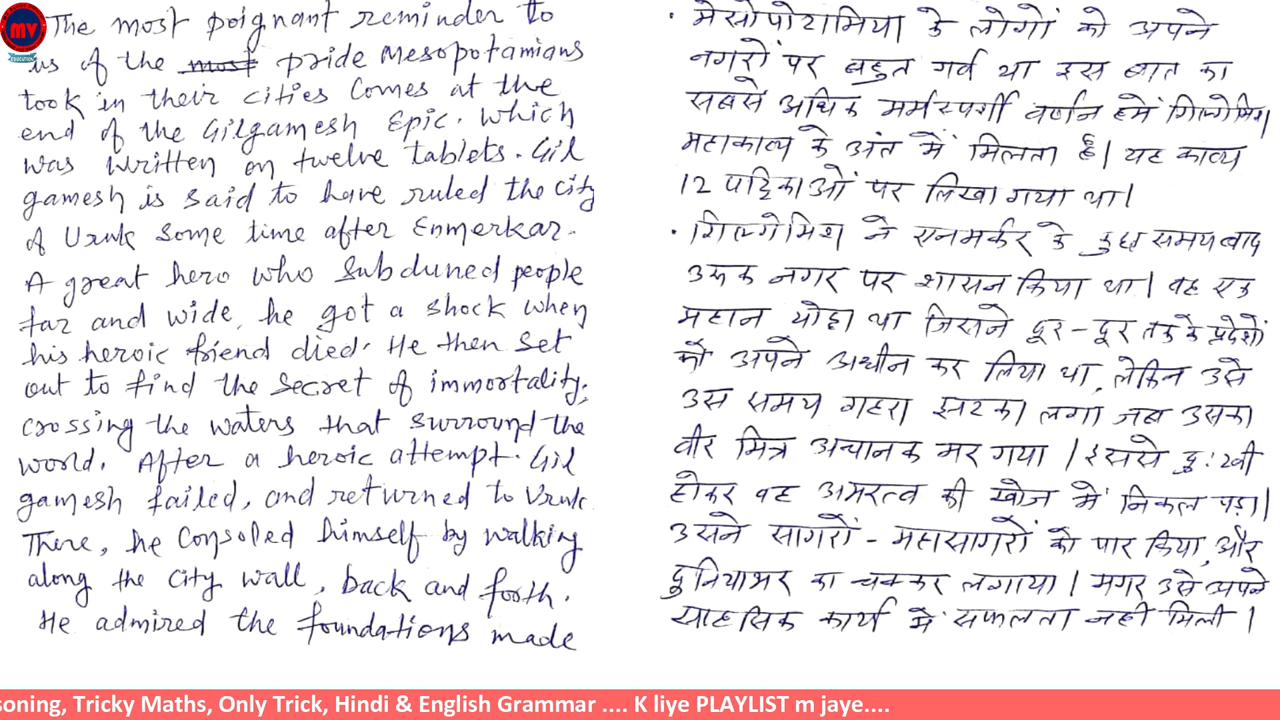 The most poignant reminder to
us of the most pride Mesopotamians
took in their cities comes at the
end of the Gilgamesh Epic. Which
was written on twelve tablets. Gil
gamesh is said to have ruled the city
of Uruk some time after Enmerkar.
A great hero who subduned people
far and wide, he got a shock when
his heroic friend died. He then set
out to find the secret of immortality,
crossing the waters that surround the
world. After a heroic attempt. Gil
gamesh failed, and returned to Uruk.
There, he consoled himself by walking
along the city wall, back and forth.
He admired the foundations made
• मेसोपोटामिया के लोगों को अपने
नगरों पर बहुत गर्व था इस बात का
सबसे अधिक मर्मस्पर्शी वर्णन हमें गिल्गेमिश
महाकाव्य के अंत में मिलता है। यह काव्य
12 पट्टिकाओं पर लिखा गया था।
• गिल्गेमिश ने एनमर्कर के कुछ समय बाद
उरुक नगर पर शासन किया था। वह एक
महान योद्धा था जिसने दूर-दूर तक के प्रदेशों
को अपने अधीन कर लिया था, लेकिन उसे
उस समय गहरा झटका लगा जब उसका
वीर मित्र अचानक मर गया। इससे दुःखी
होकर वह अमरत्व की खोज में निकल पड़ा।
उसने सागरों-महासागरों को पार किया, और
दुनियाभर का चक्कर लगाया। मगर उसे अपने
साहसिक कार्य में सफलता नहीं मिली।
mv
EDUCATION
soning, Tricky Maths, Only Trick, Hindi & English Grammar .... K liye PLAYLIST m jaye....